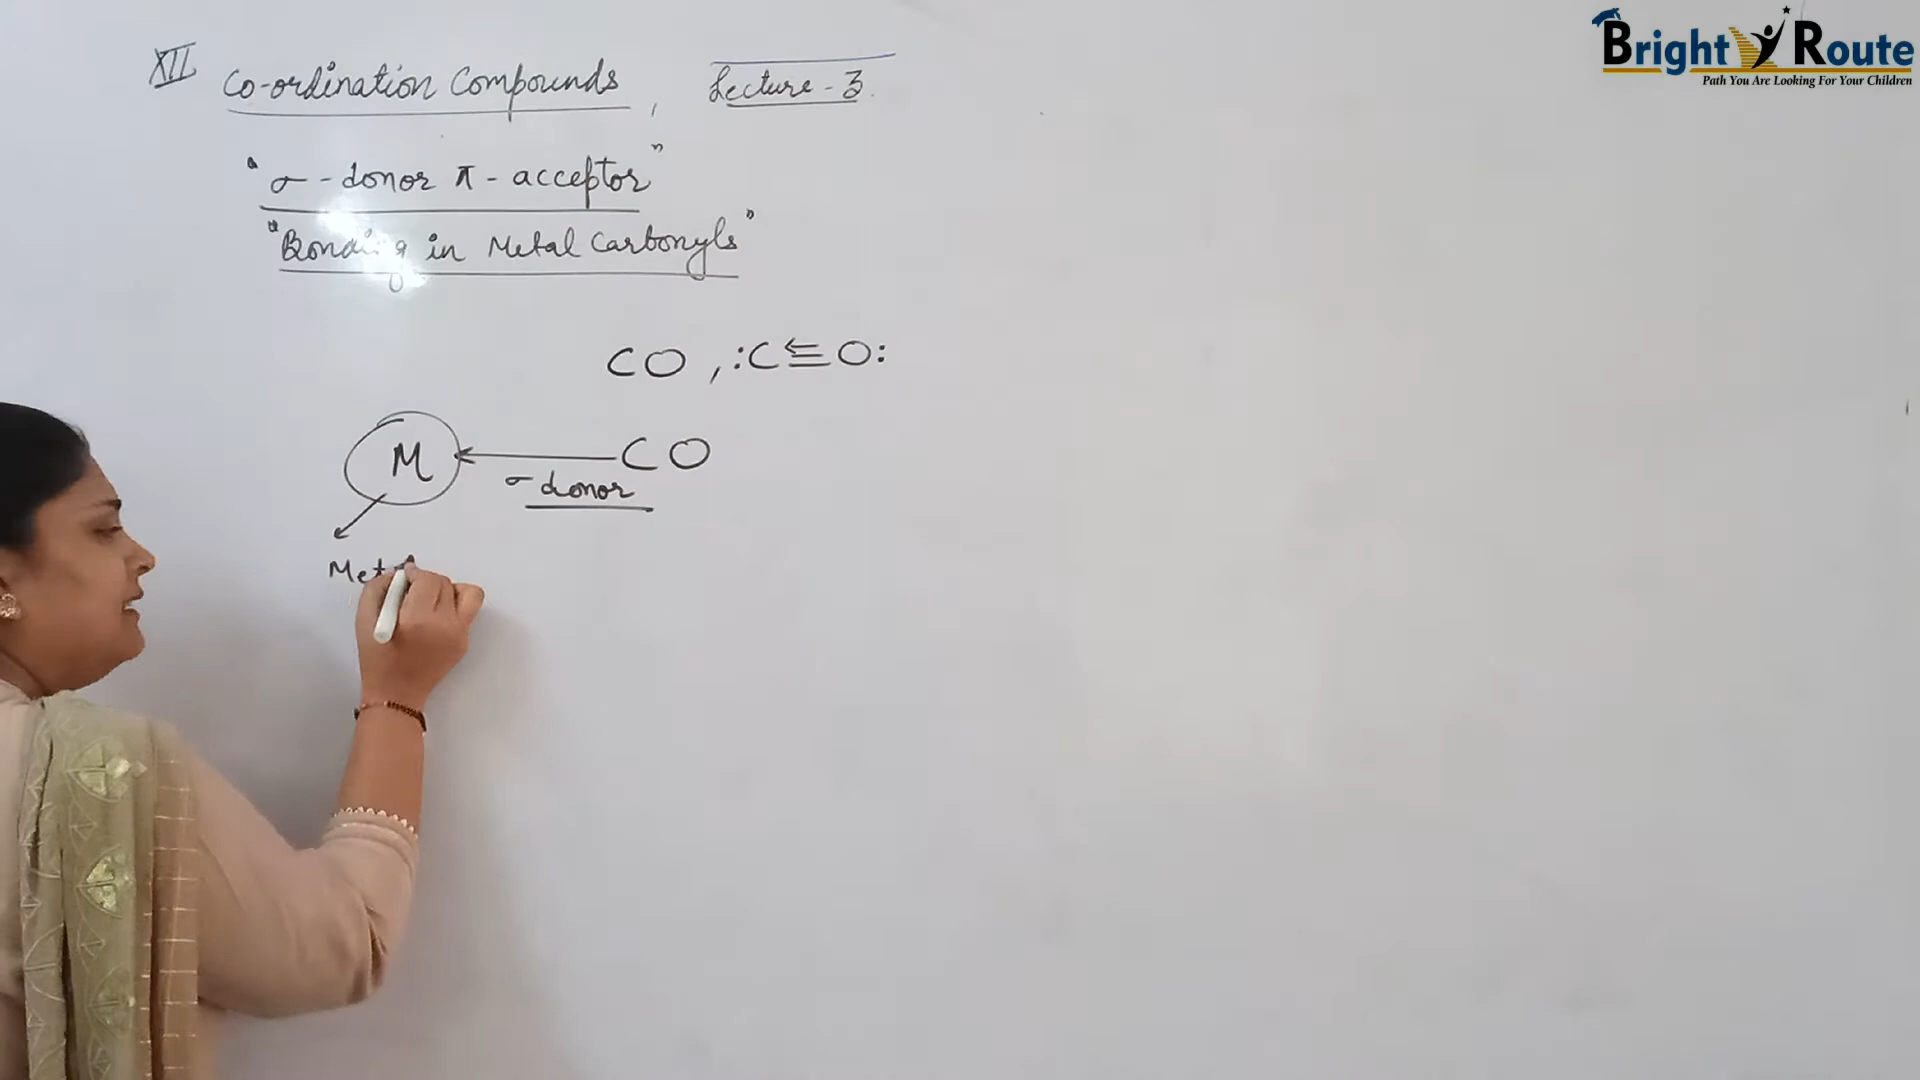 XII Co-ordination Compounds, Lecture-3.
"σ-donor π-acceptor"
"Bonding in Metal Carbonyls"
CO, :C⇚O:
M ← CO
σ donor
Met
Bright Route
Path You Are Looking For Your Children